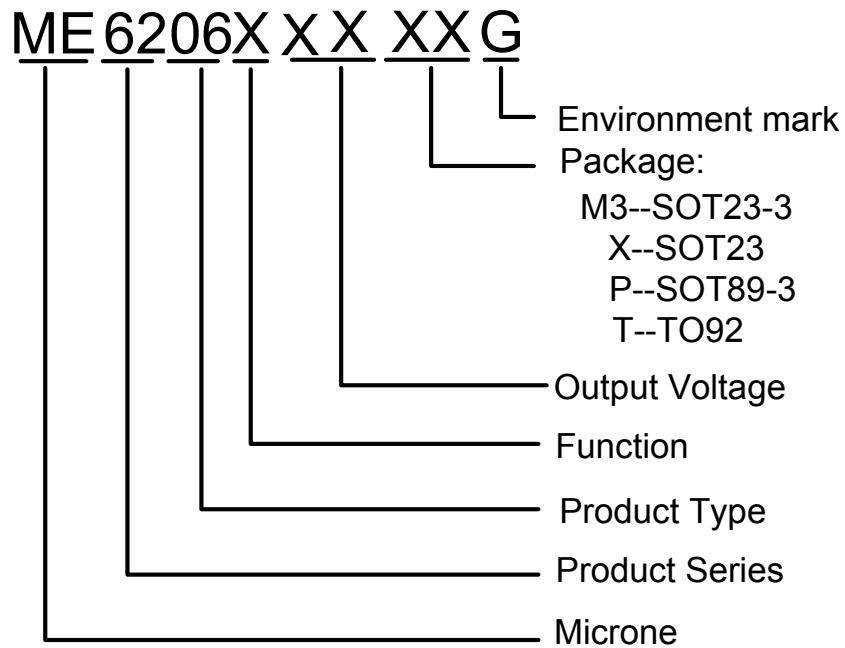 ME6206X XX XXG
Environment mark
Package:
M3--SOT23-3
X--SOT23
P--SOT89-3
T--TO92
Output Voltage
Function
Product Type
Product Series
Microne